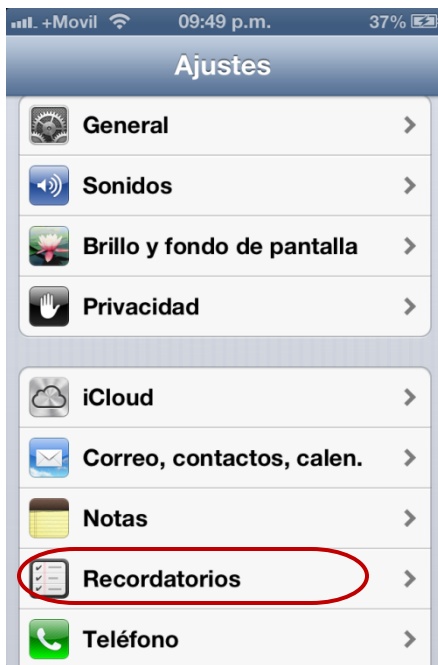 +Movil 09:49 p.m. 37%
Ajustes
General
Sonidos
Brillo y fondo de pantalla
Privacidad
iCloud
Correo, contactos, calen.
Notas
Recordatorios
Teléfono